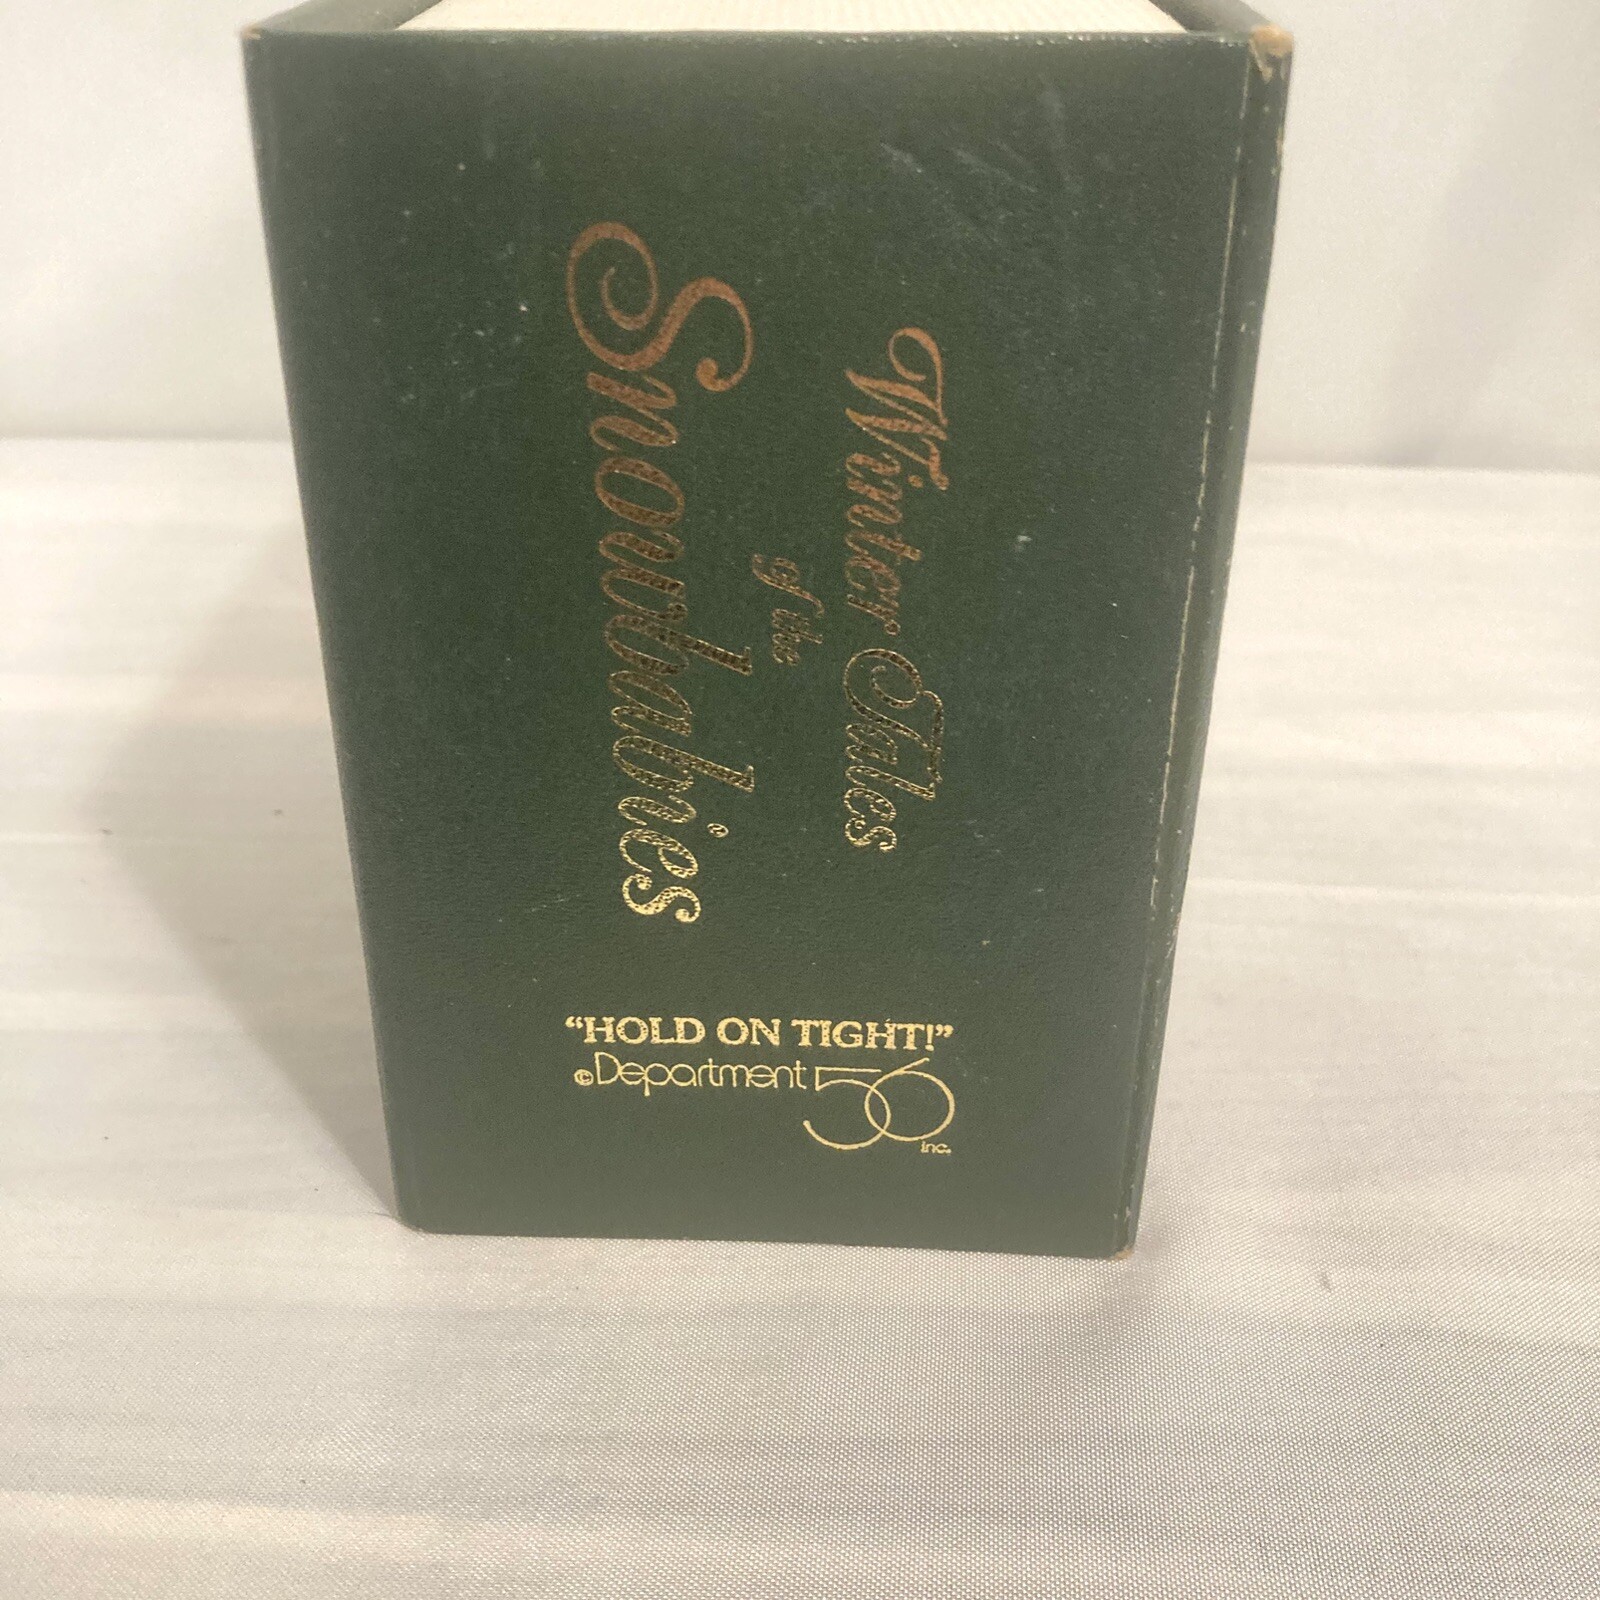 Winter Tales
of the
Snowbabies
©
"HOLD ON TIGHT!"
©Department 56
Inc.